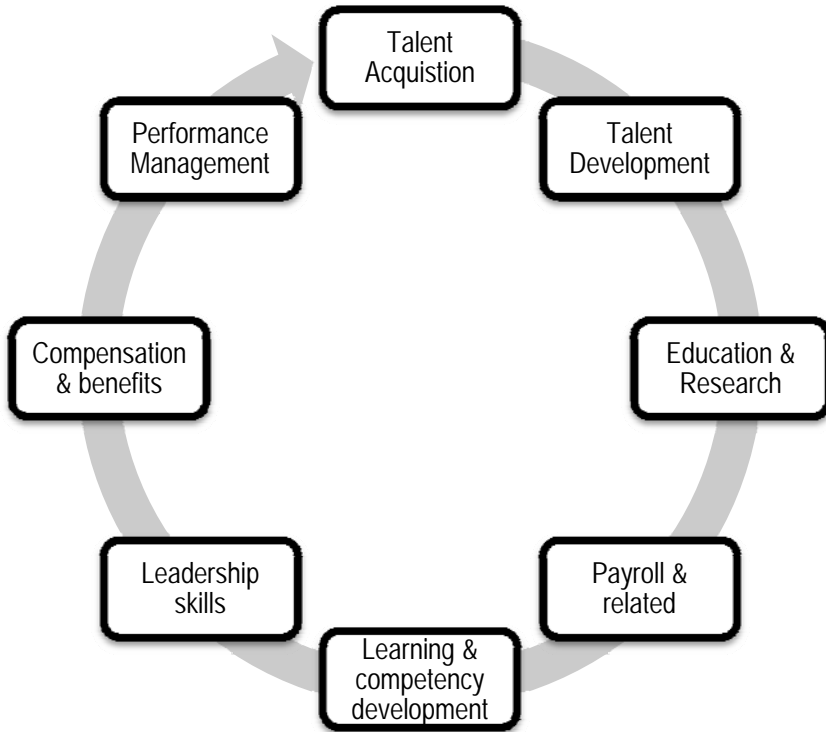 Talent
Acquistion
Talent
Development
Education &
Research
Payroll &
related
Learning &
competency
development
Leadership
skills
Compensation
& benefits
Performance
Management